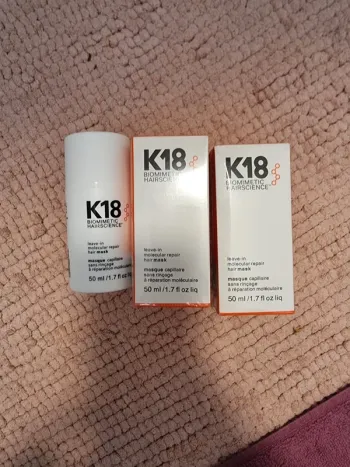 K18
BIOMIMETIC
HAIRSCIENCE
leave-in
molecular repair
hair mask
masque capillaire
sans rinçage
à réparation moléculaire
50 ml /1.7 fl oz liq
K18
BIOMIMETIC
HAIRSCIENCE
leave-in
molecular repair
hair mask
masque capillaire
sans rinçage
à réparation moléculaire
50 ml /1.7 fl oz liq
K18
BIOMIMETIC
HAIRSCIENCE
leave-in
molecular repair
hair mask
masque capillaire
sans rinçage
à réparation moléculaire
50 ml /1.7 fl oz liq